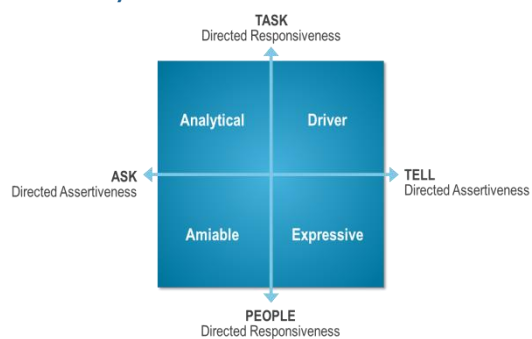 TASK
Directed Responsiveness
Analytical
Driver
ASK
Directed Assertiveness
TELL
Directed Assertiveness
Amiable
Expressive
PEOPLE
Directed Responsiveness